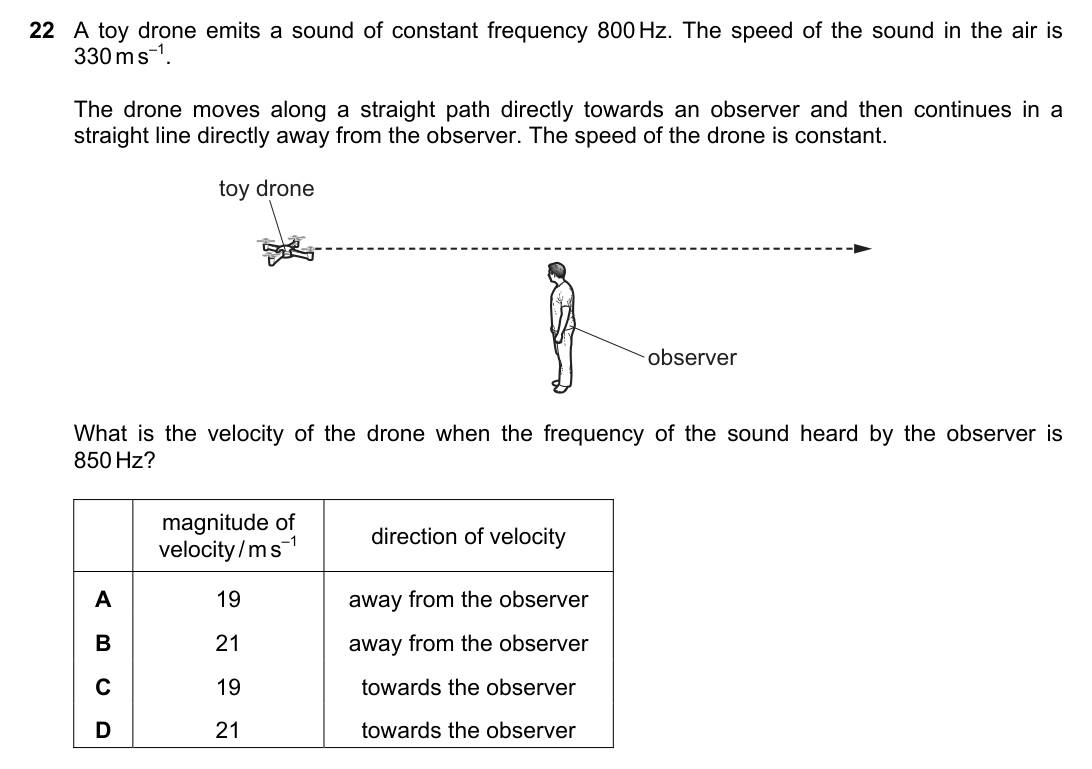 22 A toy drone emits a sound of constant frequency 800 Hz. The speed of the sound in the air is
330 m s⁻¹.
The drone moves along a straight path directly towards an observer and then continues in a
straight line directly away from the observer. The speed of the drone is constant.
toy drone
observer
What is the velocity of the drone when the frequency of the sound heard by the observer is
850 Hz?
magnitude of
velocity / m s⁻¹
direction of velocity
A 19 away from the observer
B 21 away from the observer
C 19 towards the observer
D 21 towards the observer